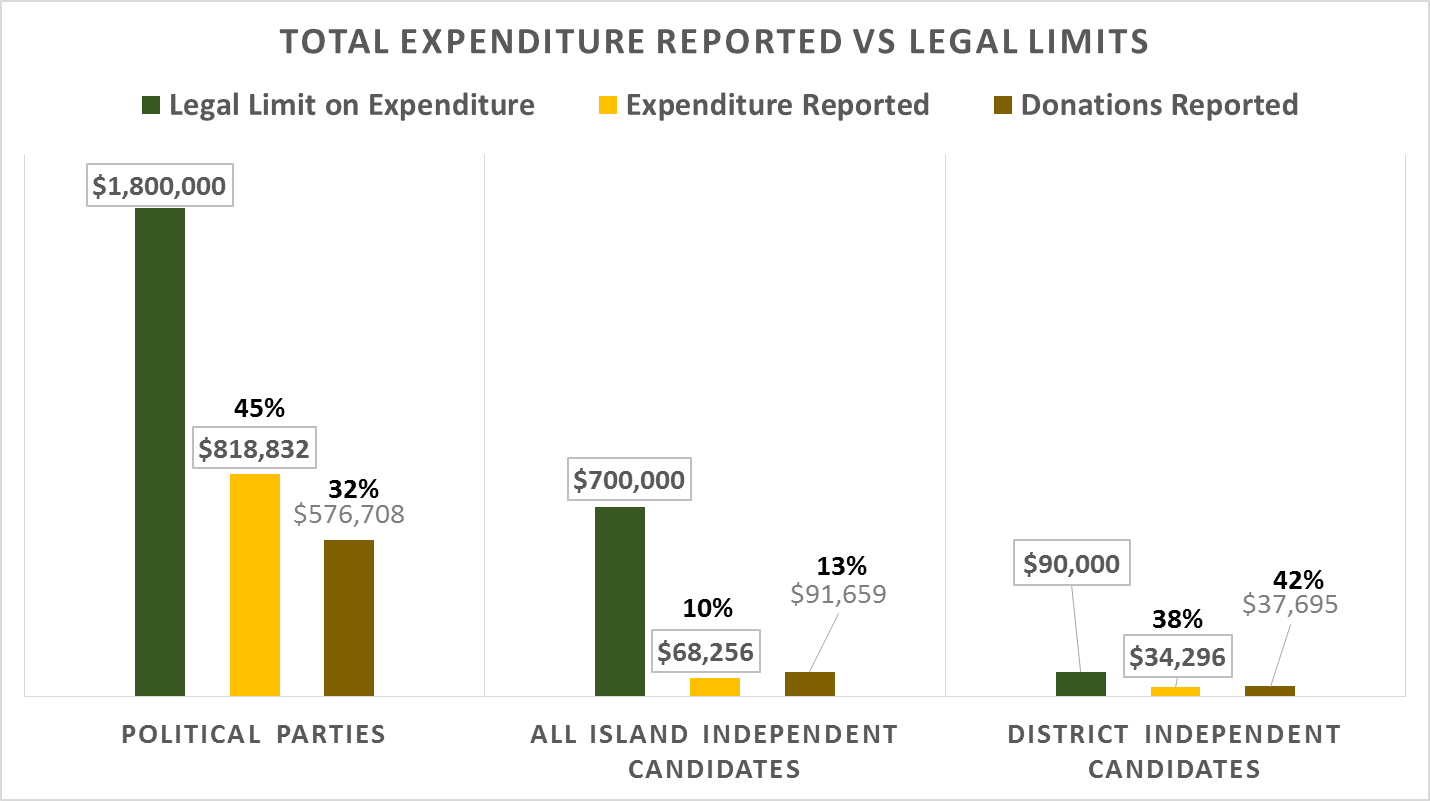 TOTAL EXPENDITURE REPORTED VS LEGAL LIMITS
Legal Limit on Expenditure
Expenditure Reported
Donations Reported
$1,800,000
45%
$818,832
32%
$576,708
$700,000
10%
$68,256
13%
$91,659
$90,000
38%
$34,296
42%
$37,695
POLITICAL PARTIES
ALL ISLAND INDEPENDENT
CANDIDATES
DISTRICT INDEPENDENT
CANDIDATES